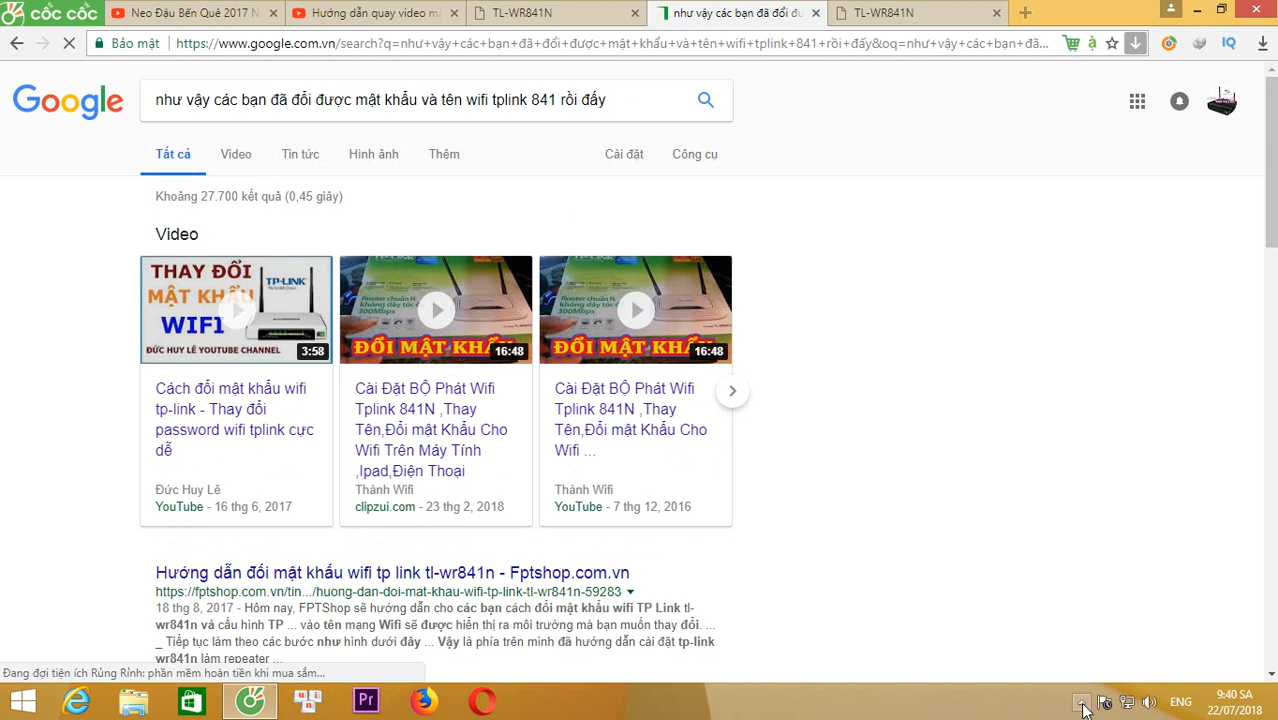 cốc cốc
Neo Đậu Bến Quê 2017 N
Hướng dẫn quay video m
TL-WR841N
như vậy các bạn đã đổi đu
TL-WR841N
Bảo mật
https://www.google.com.vn/search?q=như+vậy+các+bạn+đã+đổi+được+mật+khẩu+và+tên+wifi+tplink+841+rồi+đấy&oq=như+vậy+các+bạn+đã...
IQ
Google
như vậy các bạn đã đổi được mật khẩu và tên wifi tplink 841 rồi đấy
Tất cả
Video
Tin tức
Hình ảnh
Thêm
Cài đặt
Công cụ
Khoảng 27.700 kết quả (0,45 giây)
Video
THAY ĐỔI
MẬT KHẨU
WIFI
TP-LINK
ĐỨC HUY LÊ YOUTUBE CHANNEL
3:58
Router chuẩn N
không dây tốc
300Mbps
ĐỔI MẬT KHẨU
16:48
Router chuẩn N
không dây tốc
300Mbps
ĐỔI MẬT KHẨU
16:48
Cách đổi mật khẩu wifi
tp-link - Thay đổi
password wifi tplink cực
dễ
Đức Huy Lê
YouTube - 16 thg 6, 2017
Cài Đặt BỘ Phát Wifi
Tplink 841N ,Thay
Tên,Đổi mật Khẩu Cho
Wifi Trên Máy Tính
,Ipad,Điện Thoại
Thành Wifi
clipzui.com - 23 thg 2, 2018
Cài Đặt BỘ Phát Wifi
Tplink 841N ,Thay
Tên,Đổi mật Khẩu Cho
Wifi ...
Thành Wifi
YouTube - 7 thg 12, 2016
Hướng dẫn đổi mật khẩu wifi tp link tl-wr841n - Fptshop.com.vn
https://fptshop.com.vn/tin.../huong-dan-doi-mat-khau-wifi-tp-link-tl-wr841n-59283
18 thg 8, 2017 - Hôm nay, FPTShop sẽ hướng dẫn cho các bạn cách đổi mật khẩu wifi TP Link tl-
wr841n và cấu hình TP ... vào tên mạng Wifi sẽ được hiển thị ra môi trường mà bạn muốn thay đổi. ...
_ Tiếp tục làm theo các bước như hình dưới đây ... Vậy là phía trên mình đã hướng dẫn cài đặt tp-link
wr841n làm repeater ...
Đang đợi tiện ích Rủng Rỉnh: phần mềm hoàn tiền khi mua sắm...
Pr
ENG
9:40 SA
22/07/2018